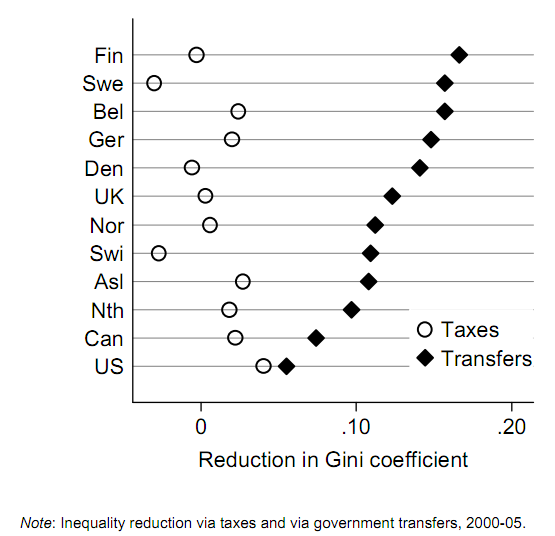 Fin
Swe
Bel
Ger
Den
UK
Nor
Swi
Asl
Nth
Can
US
Taxes
Transfers
0 .10 .20
Reduction in Gini coefficient
Note: Inequality reduction via taxes and via government transfers, 2000-05.